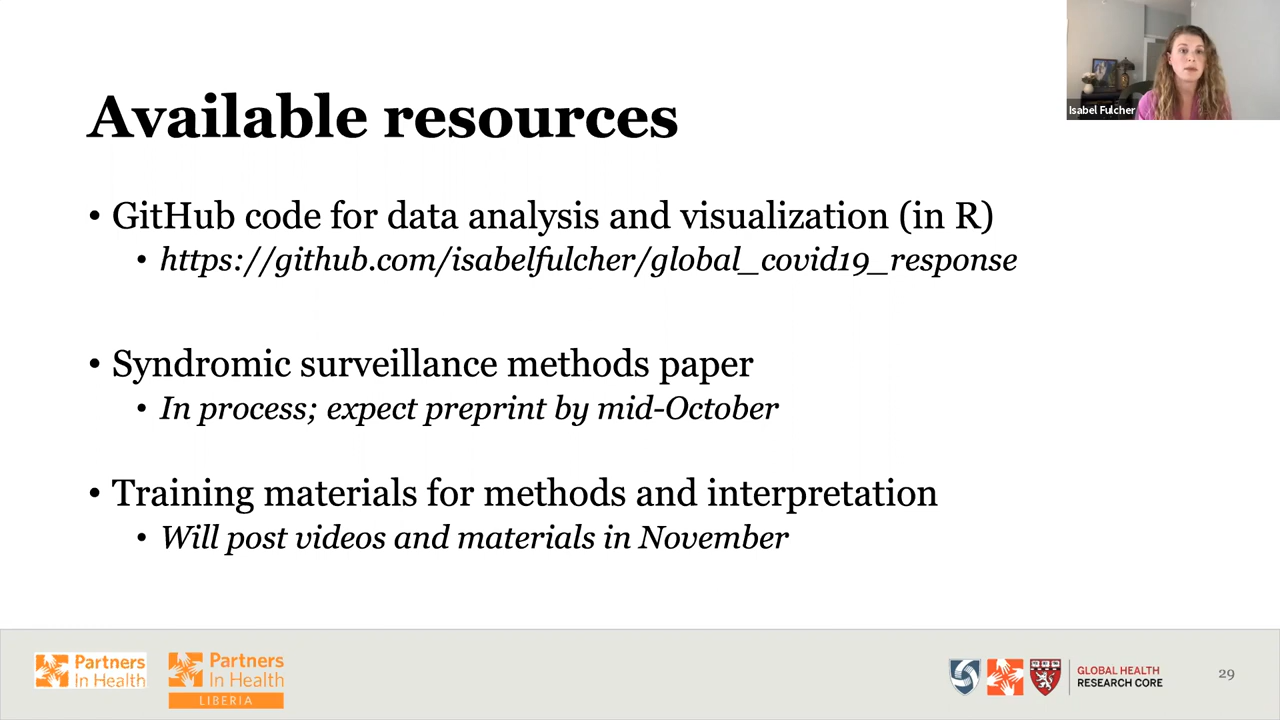 Isabel Fulcher
Available resources
• GitHub code for data analysis and visualization (in R)
• https://github.com/isabelfulcher/global_covid19_response
• Syndromic surveillance methods paper
• In process; expect preprint by mid-October
• Training materials for methods and interpretation
• Will post videos and materials in November
Partners
In Health
Partners
In Health
LIBERIA
GLOBAL HEALTH
RESEARCH CORE
29